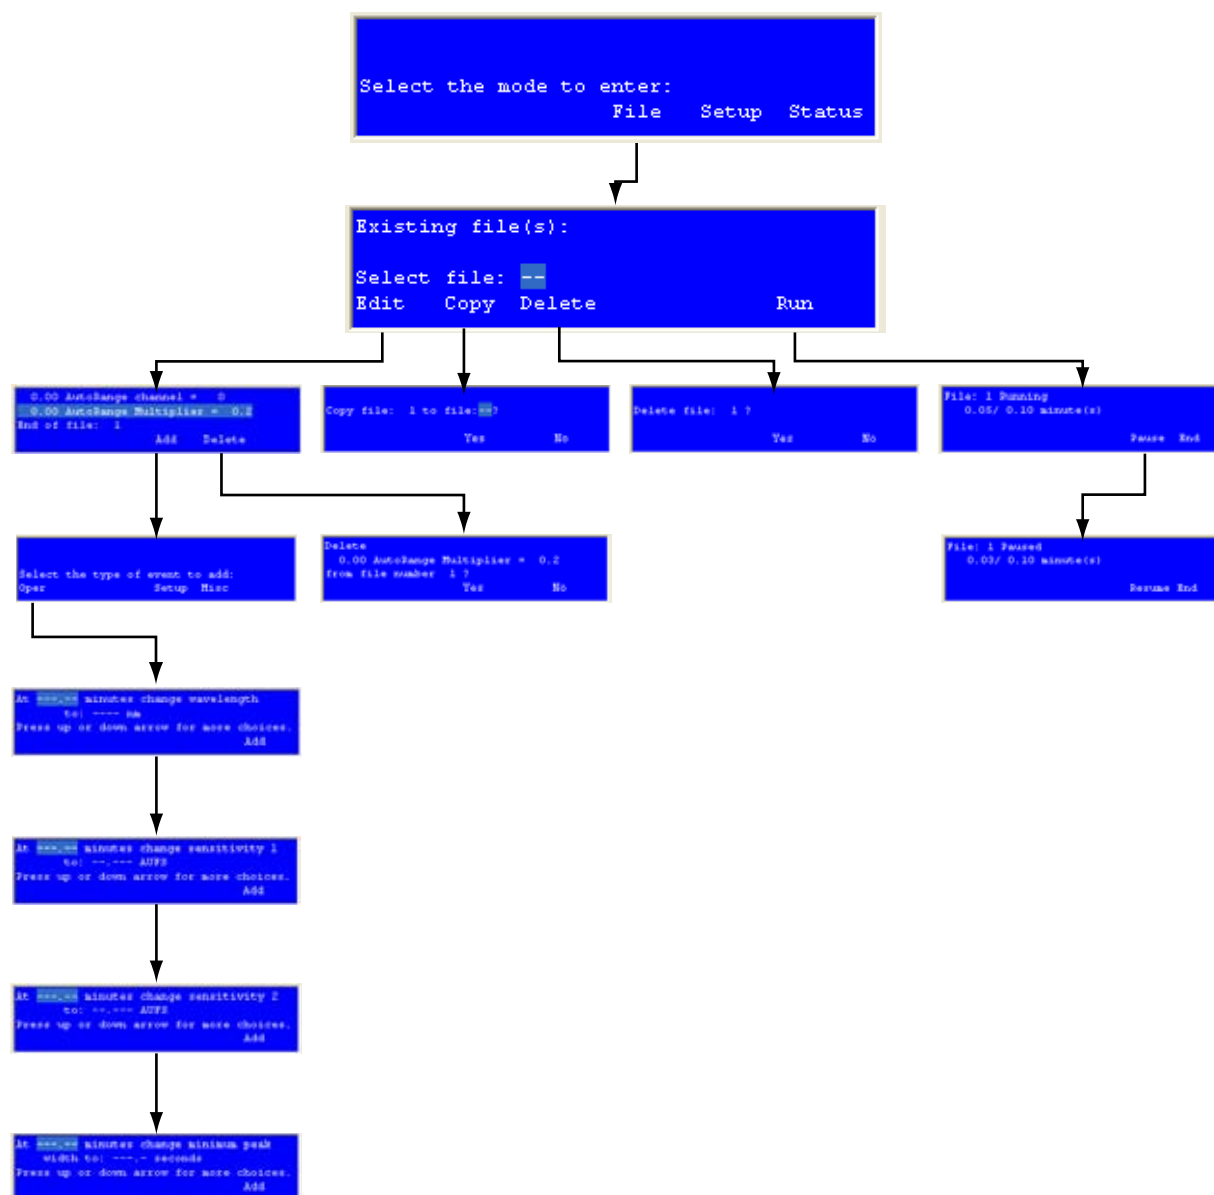 Select the mode to enter:
File Setup Status
Existing file(s):
Select file: --
Edit Copy Delete Run
0.00 AutoRange channel = 0
0.00 AutoRange Multiplier = 0.2
End of file: 1
Add Delete
Copy file: 1 to file:--?
Yes No
Delete file: 1 ?
Yes No
File: 1 Running
0.05/ 0.10 minute(s)
Pause End
Select the type of event to add:
Oper Setup Misc
Delete
0.00 AutoRange Multiplier = 0.2
from file number 1 ?
Yes No
File: 1 Paused
0.03/ 0.10 minute(s)
Resume End
At ---.-- minutes change wavelength
to: ---- nm
Press up or down arrow for more choices.
Add
At ---.-- minutes change sensitivity 1
to: --.--- AUFS
Press up or down arrow for more choices.
Add
At ---.-- minutes change sensitivity 2
to: --.--- AUFS
Press up or down arrow for more choices.
Add
At ---.-- minutes change minimum peak
width to: ---.- seconds
Press up or down arrow for more choices.
Add